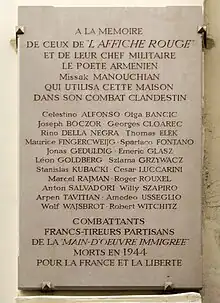 A LA MEMOIRE
DE CEUX DE "L'AFFICHE ROUGE"
ET DE LEUR CHEF MILITAIRE
LE POETE ARMENIEN
Missak MANOUCHIAN
QUI UTILISA CETTE MAISON
DANS SON COMBAT CLANDESTIN
Celestino ALFONSO Olga BANCIC
Joseph BOCZOR Georges CLOAREC
Rino DELLA NEGRA Thomas ELEK
Maurice FINGERCWEIJG Spartaco FONTANO
Jonas GEDULDIG Emeric GLASZ
Léon GOLDBERG Szlama GRZYWACZ
Stanislas KUBACKI Cesar LUCCARINI
Marcel RAJMAN Roger ROUXEL
Anton SALVADORI Willy SZAPIRO
Arpen TAVITIAN Amedeo USSEGLIO
Wolf WAJSBROT Robert WITCHITZ
COMBATTANTS
FRANCS-TIREURS PARTISANS
DE LA "MAIN-D'OEUVRE IMMIGREE"
MORTS EN 1944
POUR LA FRANCE ET LA LIBERTE